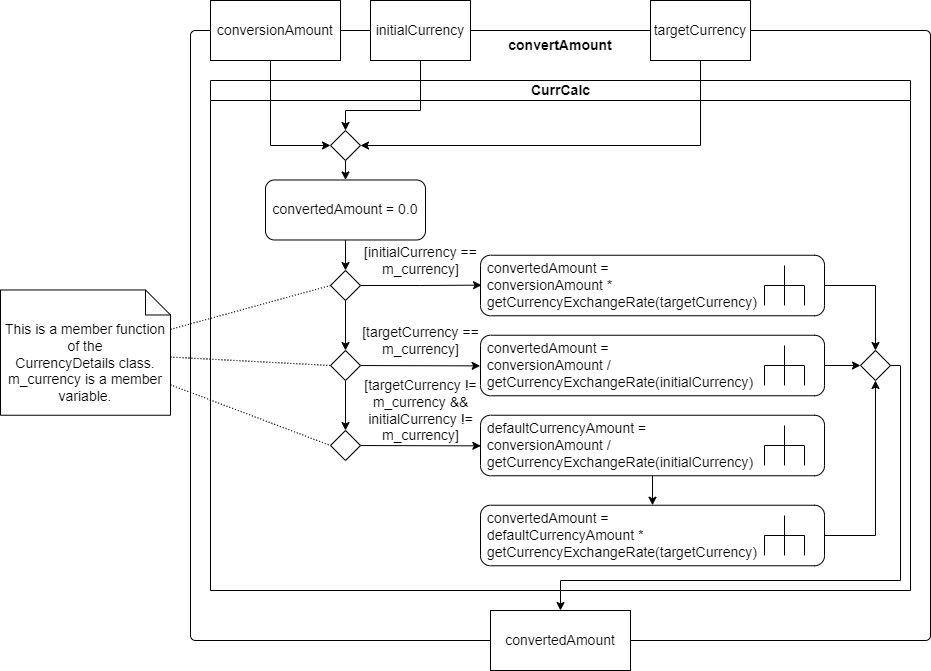 conversionAmount
initialCurrency
targetCurrency
convertAmount
CurrCalc
convertedAmount = 0.0
[initialCurrency ==
m_currency]
convertedAmount =
conversionAmount *
getCurrencyExchangeRate(targetCurrency)
This is a member function
of the
CurrencyDetails class.
m_currency is a member
variable.
[targetCurrency ==
m_currency]
convertedAmount =
conversionAmount /
getCurrencyExchangeRate(initialCurrency)
[targetCurrency !=
m_currency &&
initialCurrency !=
m_currency]
defaultCurrencyAmount =
conversionAmount /
getCurrencyExchangeRate(initialCurrency)
convertedAmount =
defaultCurrencyAmount *
getCurrencyExchangeRate(targetCurrency)
convertedAmount